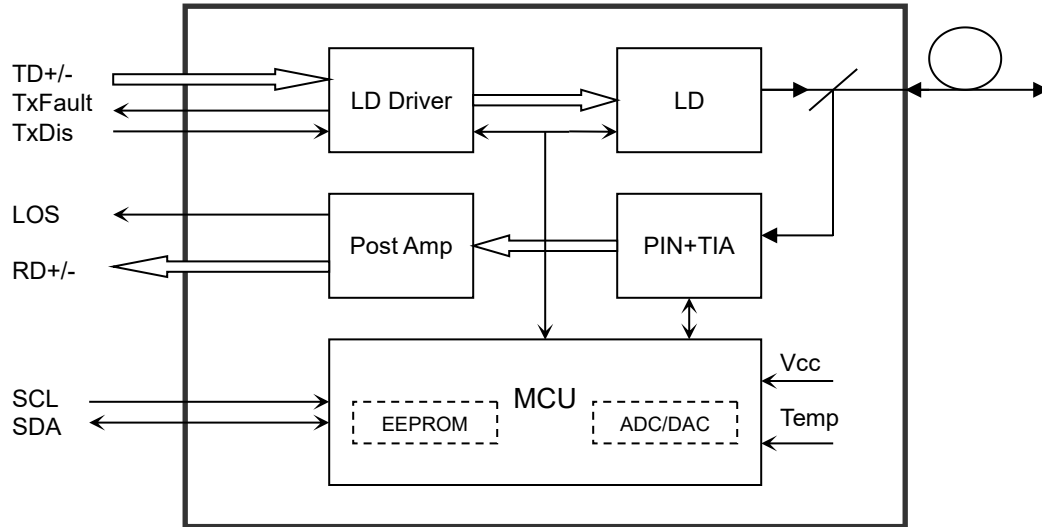 TD+/-
TxFault
TxDis
LD Driver
LD
LOS
RD+/-
Post Amp
PIN+TIA
SCL
SDA
MCU
EEPROM
ADC/DAC
Vcc
Temp